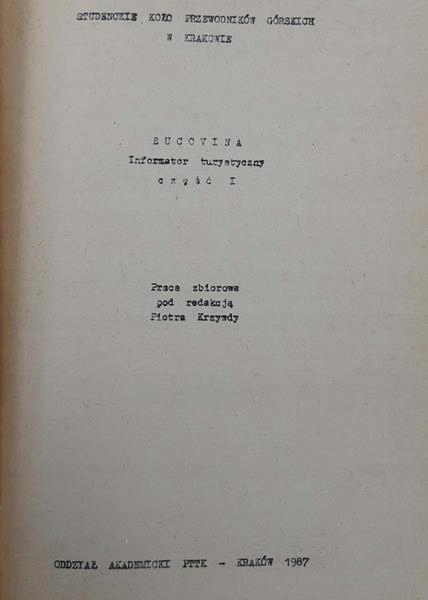 STUDENCKIE KOŁO PRZEWODNIKÓW GÓRSKICH
W KRAKOWIE
BUCOVINA
Informator turystyczny
część I
Praca zbiorowa
pod redakcją
Piotra Krzywdy
ODDZIAŁ AKADEMICKI PTTK - KRAKÓW 1987